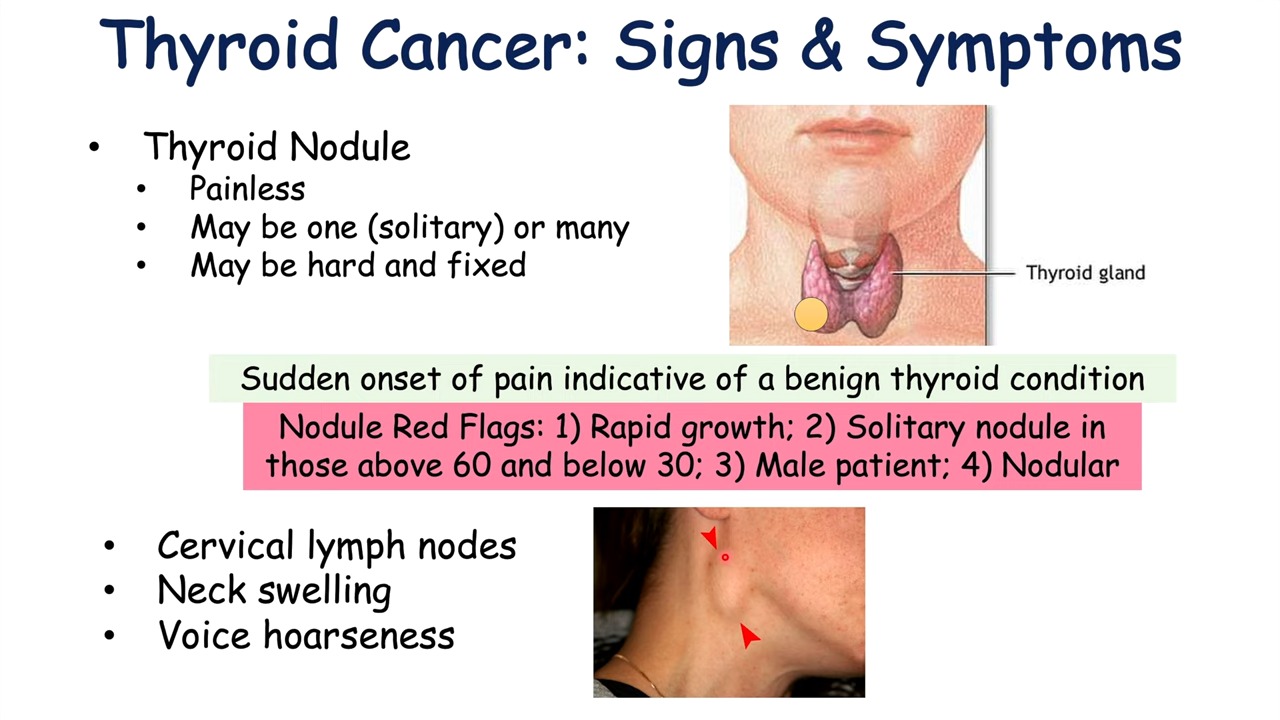 Thyroid Cancer: Signs & Symptoms
• Thyroid Nodule
• Painless
• May be one (solitary) or many
• May be hard and fixed
Thyroid gland
Sudden onset of pain indicative of a benign thyroid condition
Nodule Red Flags: 1) Rapid growth; 2) Solitary nodule in
those above 60 and below 30; 3) Male patient; 4) Nodular
• Cervical lymph nodes
• Neck swelling
• Voice hoarseness